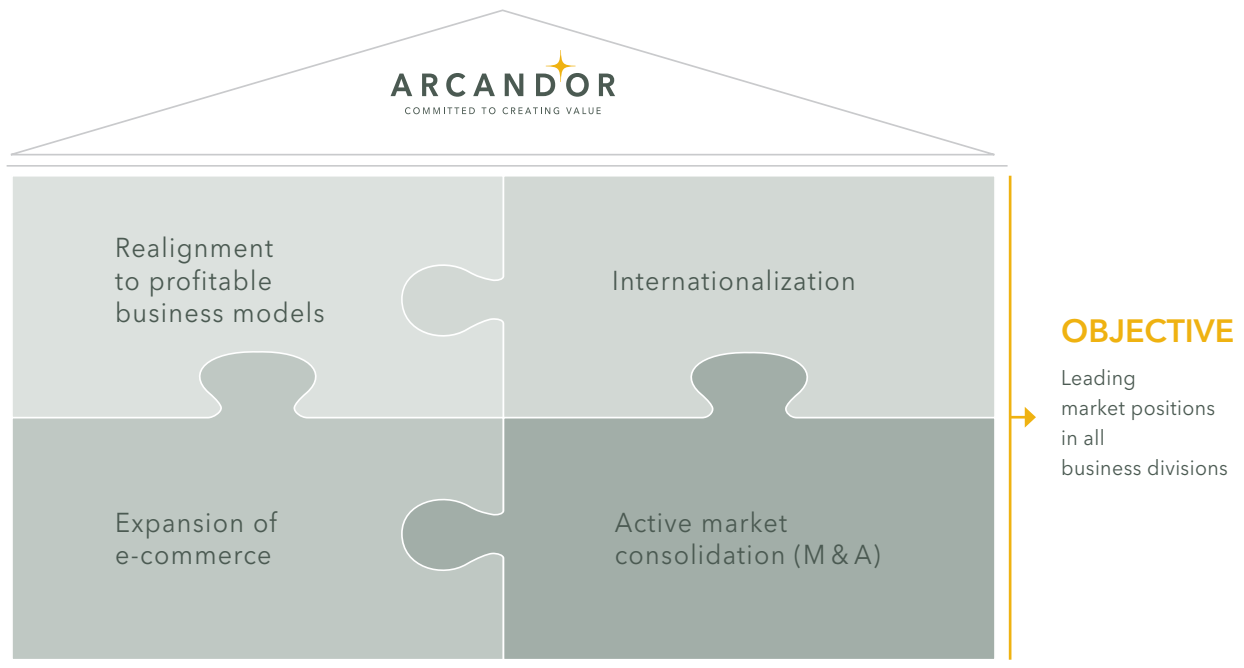 ARCANDOR
COMMITTED TO CREATING VALUE
Realignment
to profitable
business models
Internationalization
Expansion of
e-commerce
Active market
consolidation (M & A)
OBJECTIVE
Leading
market positions
in all
business divisions